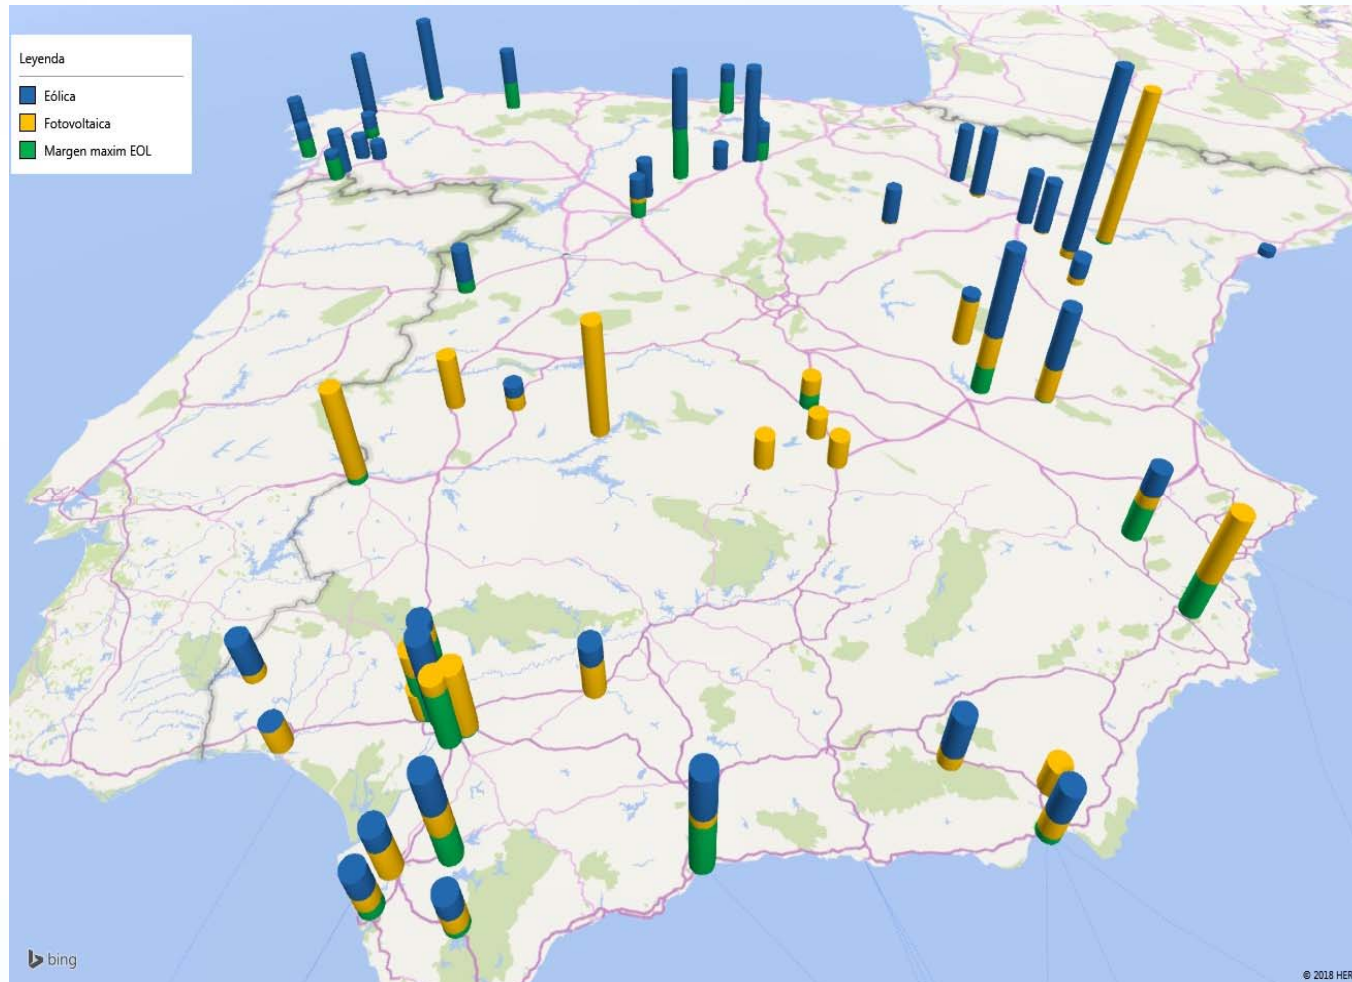 Leyenda
Eólica
Fotovoltaica
Margen maxim EOL
bing
© 2018 HER